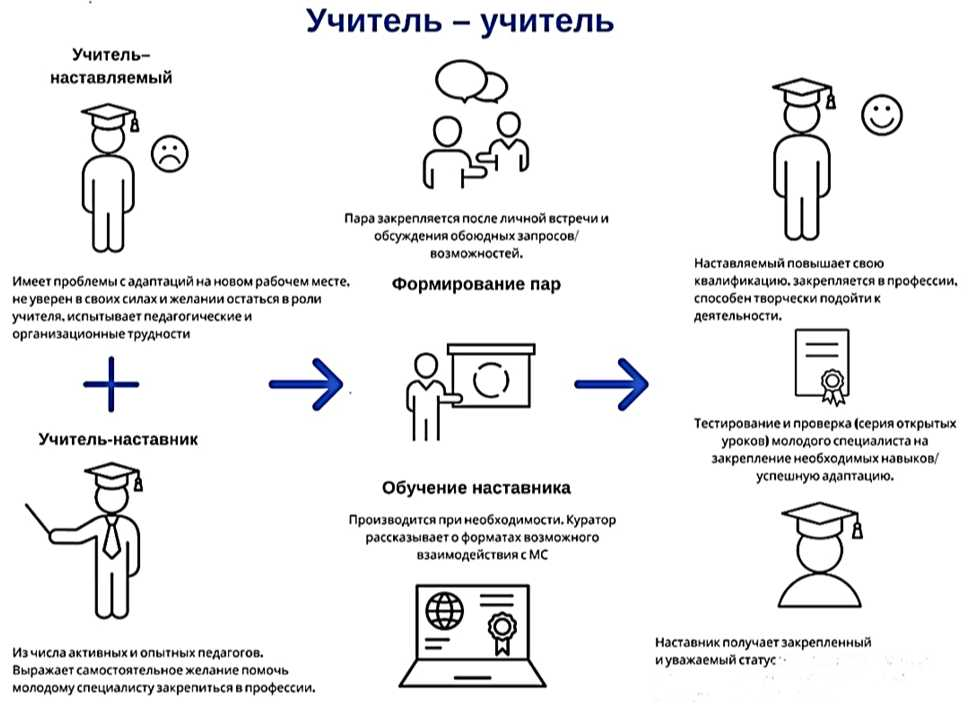 Учитель – учитель
Учитель–
наставляемый
Имеет проблемы с адаптаций на новом рабочем месте.
не уверен в своих силах и желании остаться в роли
учителя. испытывает педагогические и
организационные трудности
Учитель-наставник
Из числа активных и опытных педагогов.
Выражает самостоятельное желание помочь
молодому специалисту закрепиться в профессии.
Пара закрепляется после личной встречи и
обсуждения обоюдных запросов/
возможностей.
Формирование пар
Обучение наставника
Производится при необходимости. Куратор
рассказывает о форматах возможного
взаимодействия с МС
Наставляемый повышает свою
квалификацию. закрепляется в профессии.
способен творчески подойти к
деятельности.
Тестирование и проверка (серия открытых
уроков) молодого специалиста на
закрепление необходимых навыков/
успешную адаптацию.
Наставник получает закрепленный
и уважаемый статус